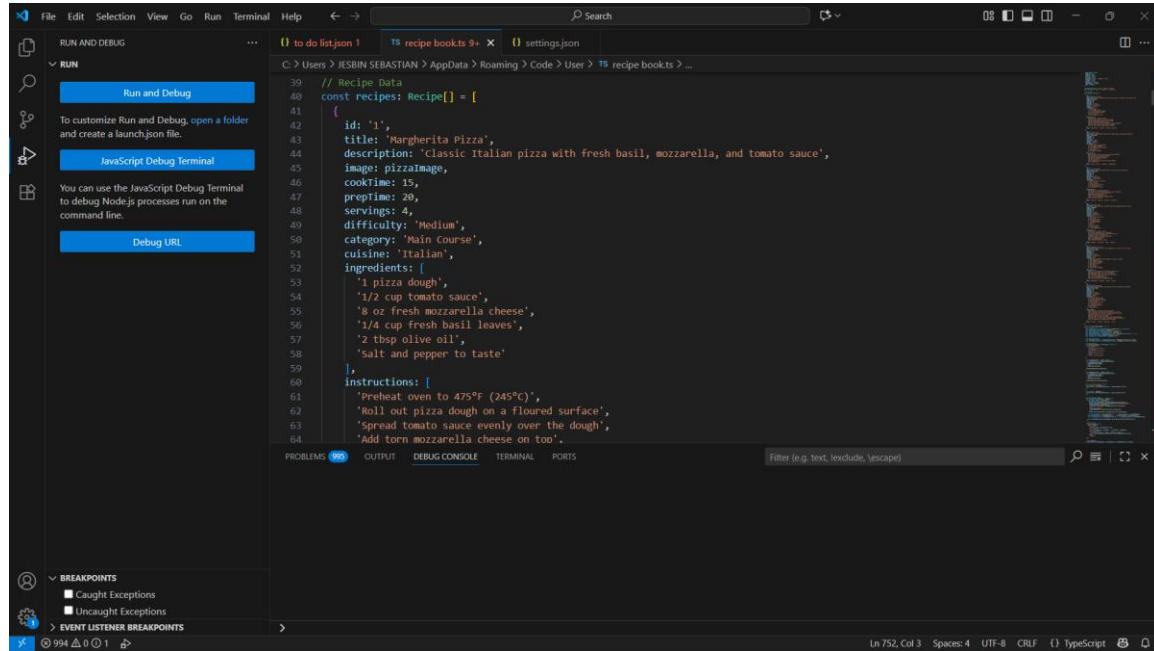 File Edit Selection View Go Run Terminal Help
Search
RUN AND DEBUG
RUN
Run and Debug
To customize Run and Debug, open a folder
and create a launch.json file.
JavaScript Debug Terminal
You can use the JavaScript Debug Terminal
to debug Node.js processes run on the
command line.
Debug URL
{} to do list.json 1 TS recipe book.ts 9+ {} settings.json
C: > Users > JESBIN SEBASTIAN > AppData > Roaming > Code > User > TS recipe book.ts > ...
39 // Recipe Data
40 const recipes: Recipe[] = [
41 {
42 id: '1',
43 title: 'Margherita Pizza',
44 description: 'Classic Italian pizza with fresh basil, mozzarella, and tomato sauce',
45 image: pizzaImage,
46 cookTime: 15,
47 prepTime: 20,
48 servings: 4,
49 difficulty: 'Medium',
50 category: 'Main Course',
51 cuisine: 'Italian',
52 ingredients: [
53 '1 pizza dough',
54 '1/2 cup tomato sauce',
55 '8 oz fresh mozzarella cheese',
56 '1/4 cup fresh basil leaves',
57 '2 tbsp olive oil',
58 'Salt and pepper to taste'
59 ],
60 instructions: [
61 'Preheat oven to 475°F (245°C)',
62 'Roll out pizza dough on a floured surface',
63 'Spread tomato sauce evenly over the dough',
64 'Add torn mozzarella cheese on top',
PROBLEMS 995 OUTPUT DEBUG CONSOLE TERMINAL PORTS
Filter (e.g. text, !exclude, \escape)
BREAKPOINTS
Caught Exceptions
Uncaught Exceptions
EVENT LISTENER BREAKPOINTS
>
1
994 0 1
Ln 752, Col 3 Spaces: 4 UTF-8 CRLF {} TypeScript